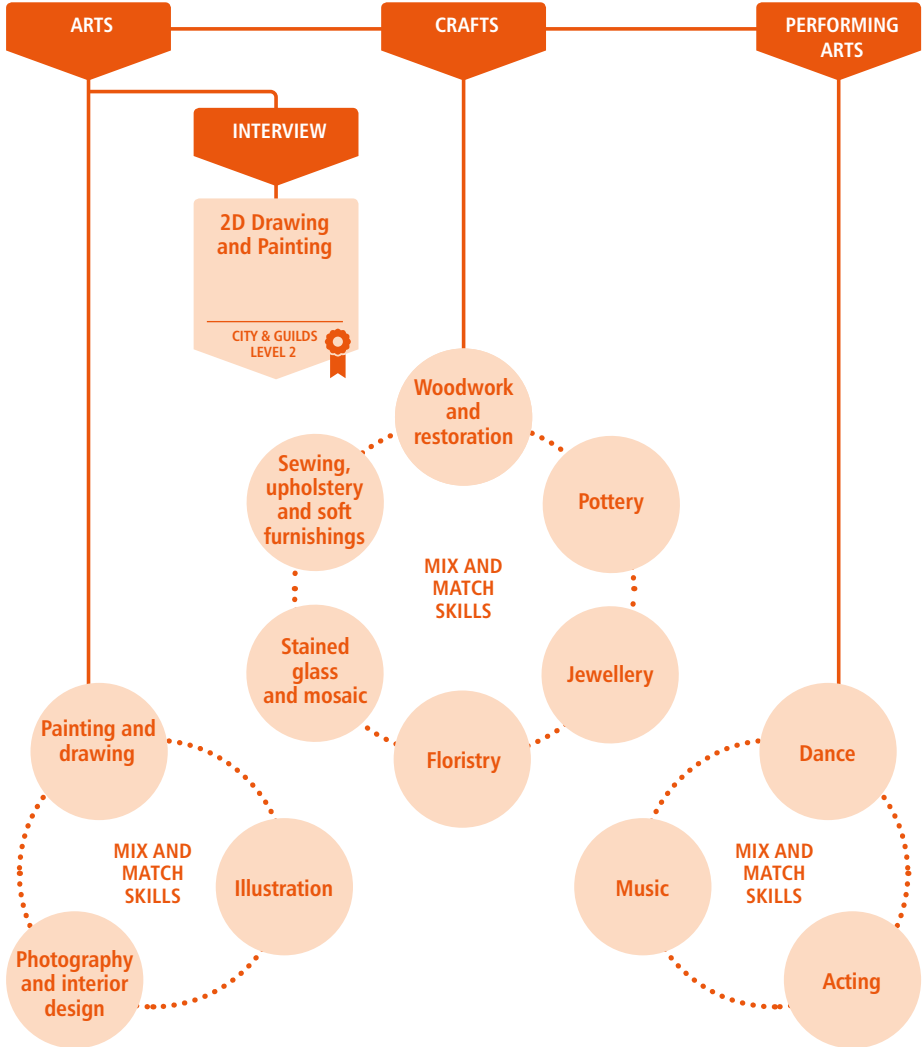 ARTS
CRAFTS
PERFORMING
ARTS
INTERVIEW
2D Drawing
and Painting
CITY & GUILDS
LEVEL 2
Woodwork
and
restoration
Sewing,
upholstery
and soft
furnishings
Pottery
MIX AND
MATCH
SKILLS
Stained
glass
and mosaic
Jewellery
Floristry
Painting and
drawing
MIX AND
MATCH
SKILLS
Illustration
Photography
and interior
design
Dance
Music
MIX AND
MATCH
SKILLS
Acting